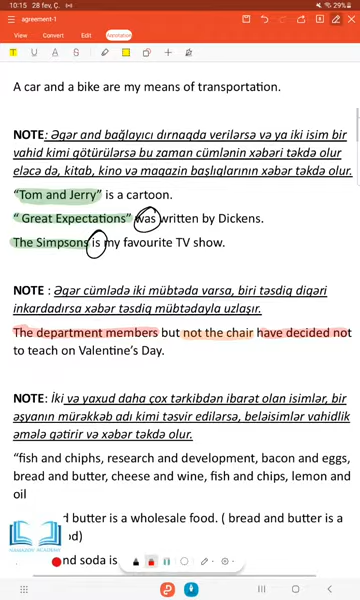 10:15 28 fev, Ç.
29%
agreement-1
View
Convert
Edit
Annotation
A car and a bike are my means of transportation.
NOTE: Əgər and bağlayıcı dırnaqda verilərsə və ya iki isim bir
vahid kimi götürülərsə bu zaman cümlənin xəbəri təkdə olur
eləcə də, kitab, kino və maqazin başlıqlarının xəbər təkdə olur.
“Tom and Jerry” is a cartoon.
“ Great Expectations” was written by Dickens.
The Simpsons is my favourite TV show.
NOTE : Əgər cümlədə iki mübtəda varsa, biri təsdiq digəri
inkardadırsa xəbər təsdiq mübtədayla uzlaşır.
The department members but not the chair have decided not
to teach on Valentine’s Day.
NOTE: İki və yaxud daha çox tərkibdən ibarət olan isimlər, bir
əşyanın mürəkkəb adı kimi təsvir edilərsə, beləisimlər vahidlik
əmələ gətirir və xəbər təkdə olur.
“fish and chiphs, research and development, bacon and eggs,
bread and butter, cheese and wine, fish and chips, lemon and
oil
d butter is a wholesale food. ( bread and butter is a
od)
nd soda is